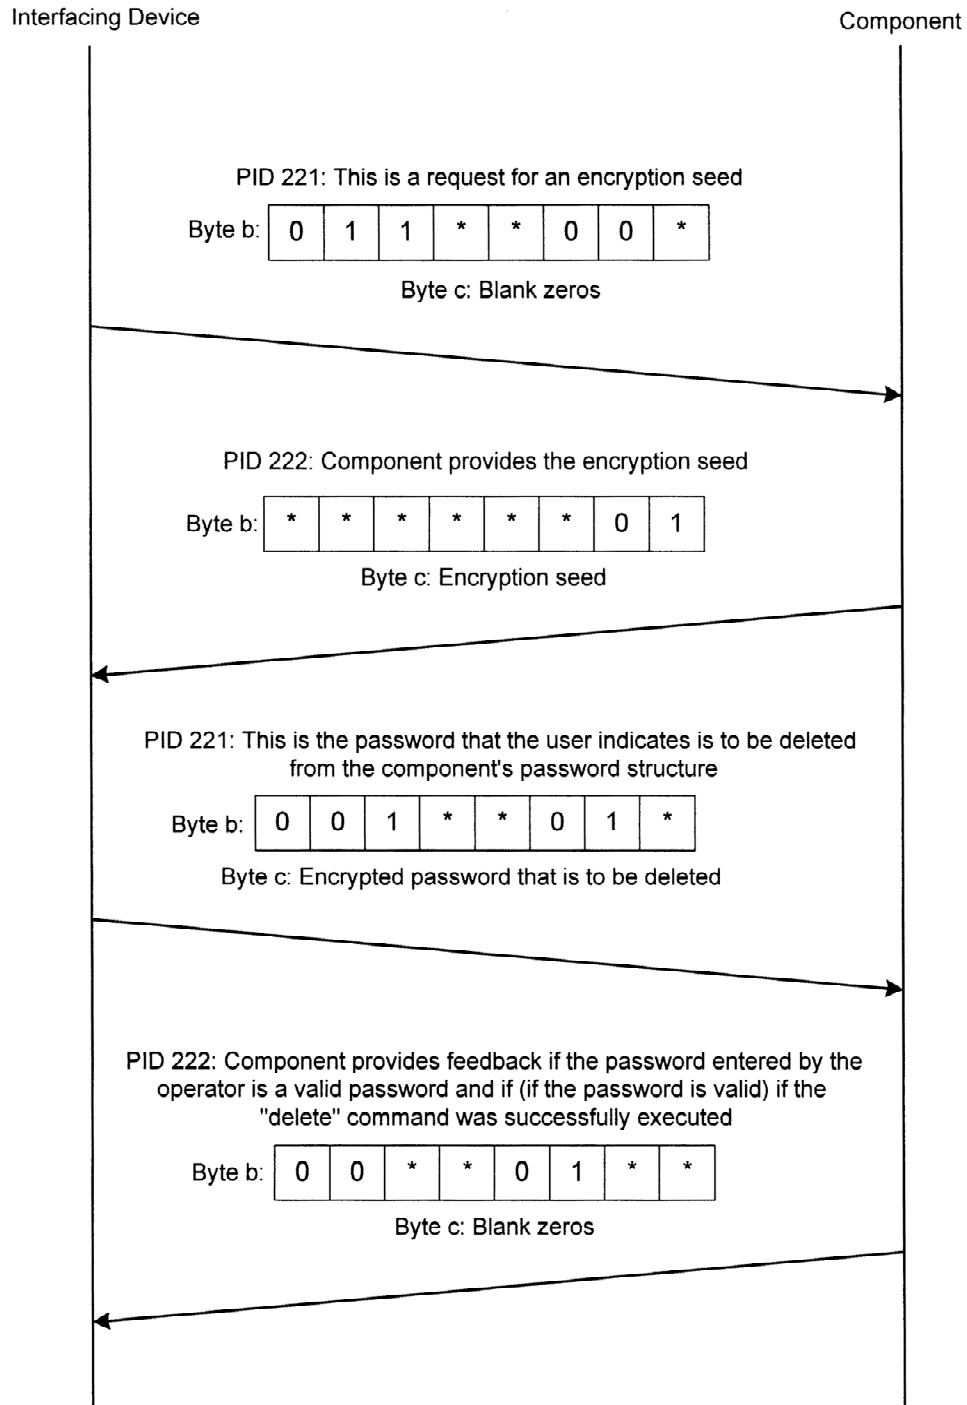 Interfacing Device
Component
PID 221: This is a request for an encryption seed
Byte b: 0 1 1 * * 0 0 *
Byte c: Blank zeros
PID 222: Component provides the encryption seed
Byte b: * * * * * * 0 1
Byte c: Encryption seed
PID 221: This is the password that the user indicates is to be deleted
from the component's password structure
Byte b: 0 0 1 * * 0 1 *
Byte c: Encrypted password that is to be deleted
PID 222: Component provides feedback if the password entered by the
operator is a valid password and if (if the password is valid) if the
"delete" command was successfully executed
Byte b: 0 0 * * 0 1 * *
Byte c: Blank zeros